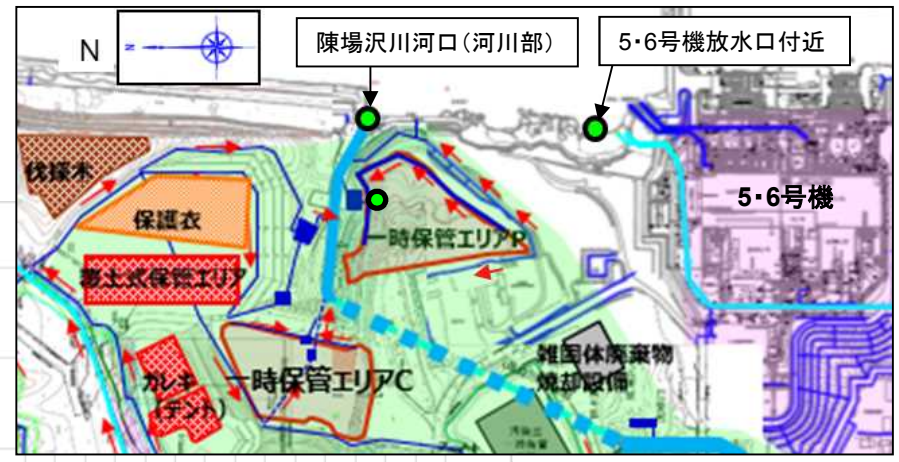 N
N
陳場沢川河口(河川部)
5・6号機放水口付近
伐採木
保護衣
5・6号機
一時保管エリアP
覆土式保管エリア
雑固体廃棄物
焼却設備
ガレキ
(テント)
一時保管エリアC